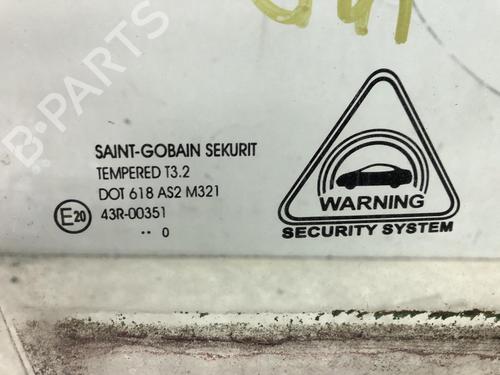 B-PARTS
SAINT-GOBAIN SEKURIT
TEMPERED T3.2
DOT 618 AS2 M321
E20 43R-00351
·· 0
WARNING
SECURITY SYSTEM